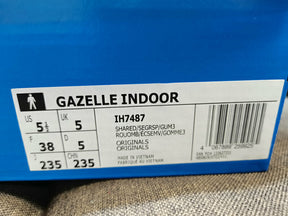 GAZELLE INDOOR
US UK
5½ 5
F D
38 5
J CHN
235 235
IH7487
SHARED/SEGRSP/GUM3
ROUOMB/ECSEMV/GOMME3
ORIGINALS
ORIGINALS
MADE IN VIETNAM
FABRIQUÉ AU VIETNAM